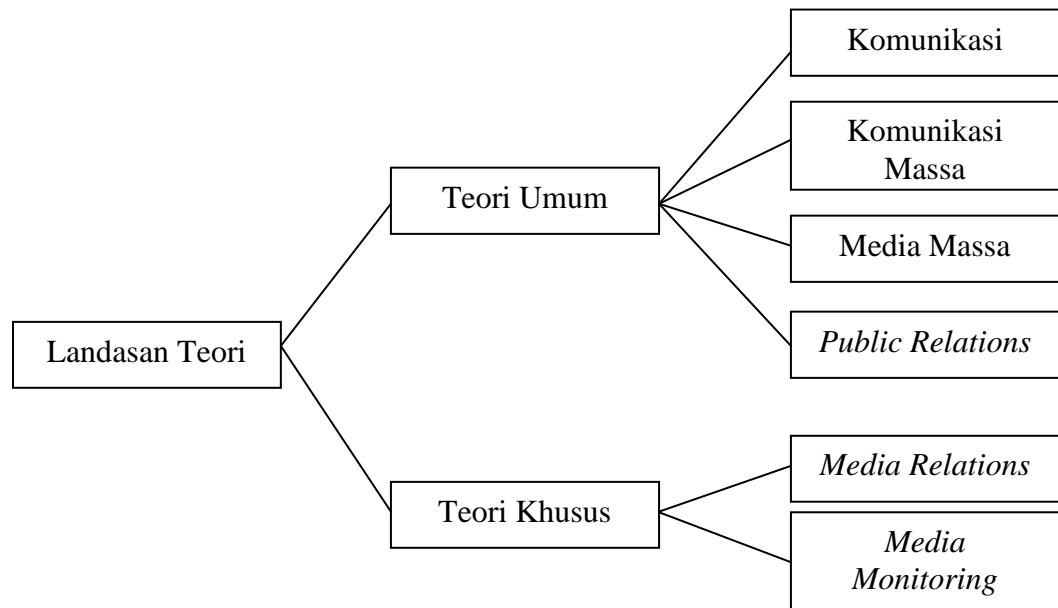 Komunikasi
Komunikasi
Massa
Teori Umum
Media Massa
Landasan Teori
Public Relations
Media Relations
Teori Khusus
Media
Monitoring